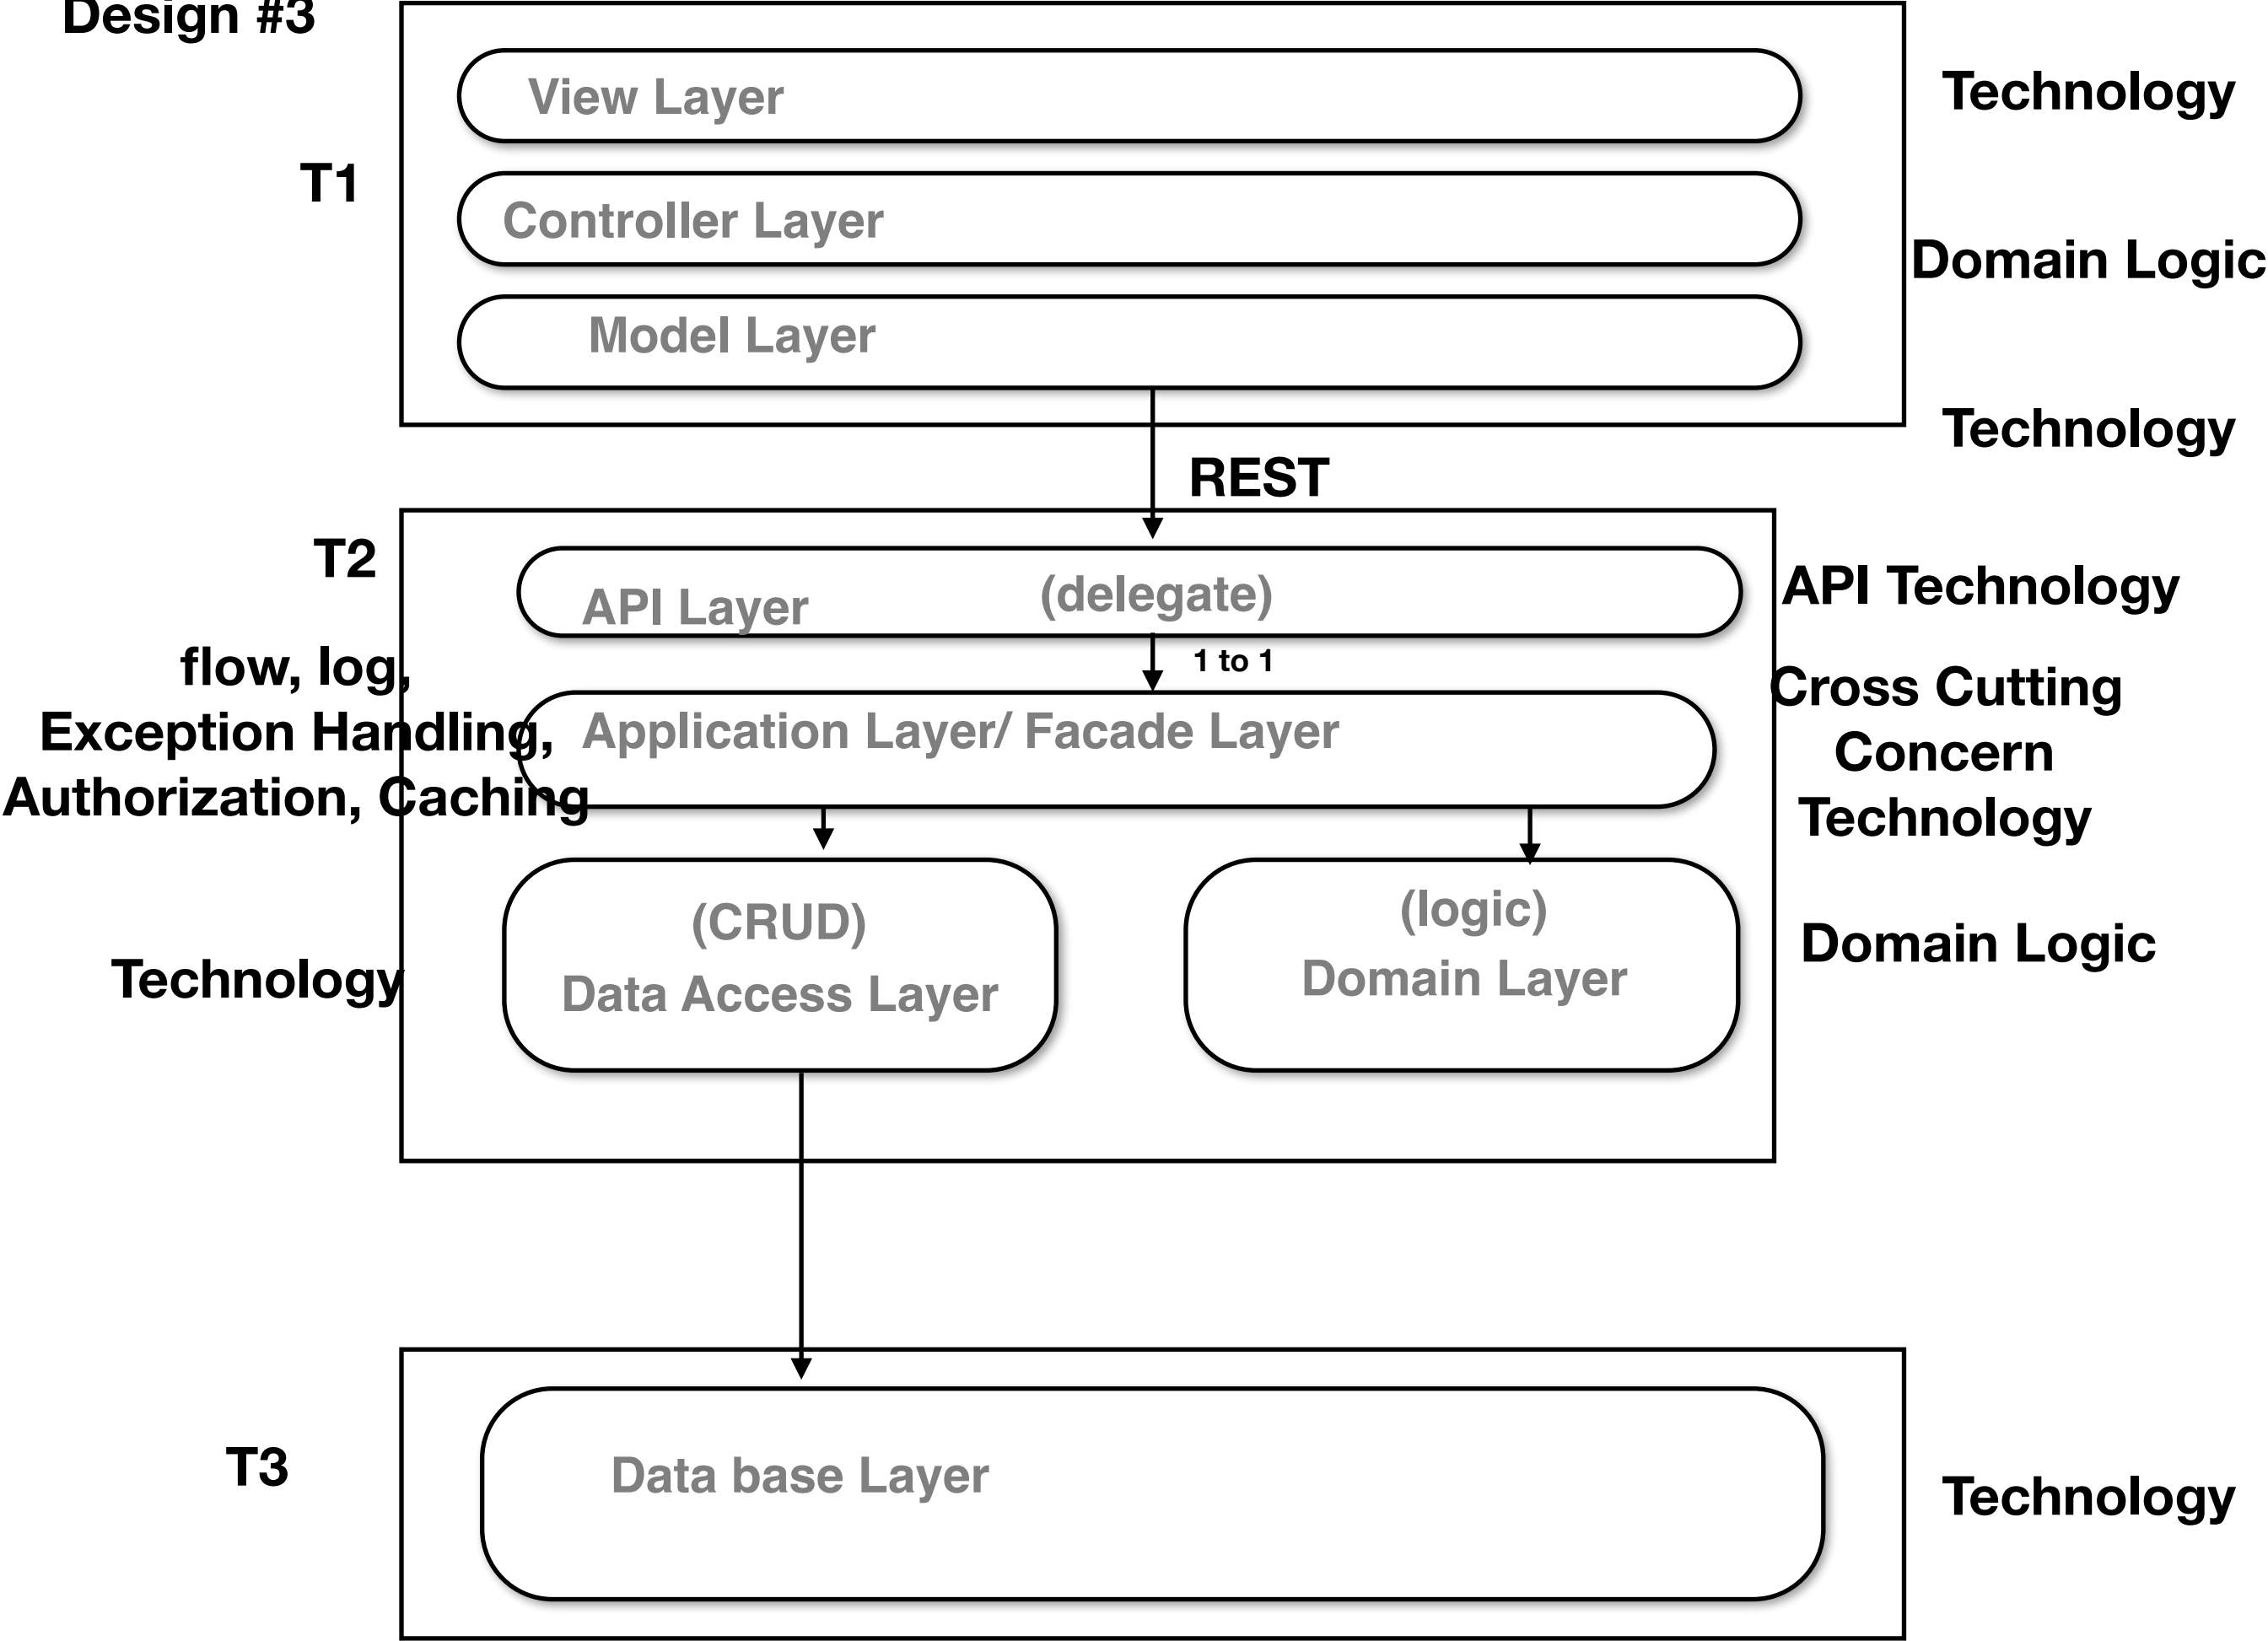 Design #3
View Layer
Technology
T1
Controller Layer
Domain Logic
Model Layer
Technology
REST
T2
API Layer
(delegate)
API Technology
1 to 1
flow, log,
Exception Handling,
Authorization, Caching
Application Layer/ Facade Layer
Cross Cutting
Concern
Technology
(CRUD)
Data Access Layer
(logic)
Domain Layer
Technology
Domain Logic
T3
Data base Layer
Technology